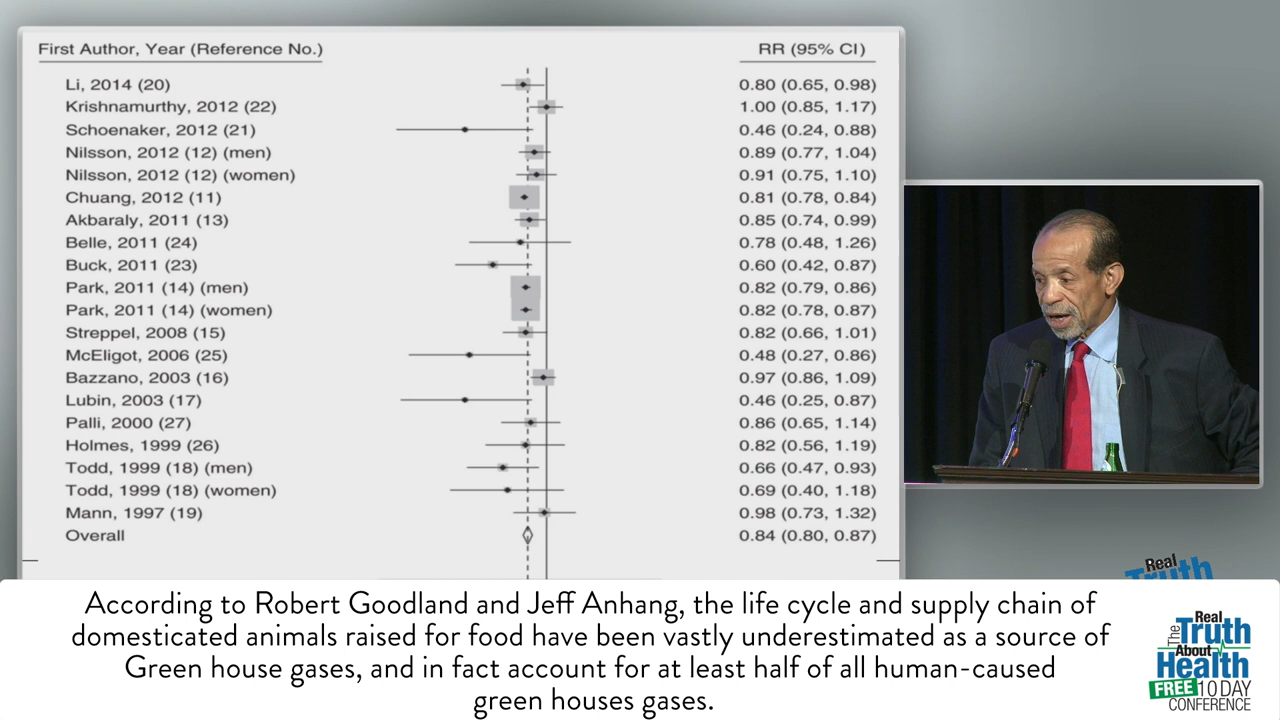 First Author, Year (Reference No.) RR (95% CI)
Li, 2014 (20) 0.80 (0.65, 0.98)
Krishnamurthy, 2012 (22) 1.00 (0.85, 1.17)
Schoenaker, 2012 (21) 0.46 (0.24, 0.88)
Nilsson, 2012 (12) (men) 0.89 (0.77, 1.04)
Nilsson, 2012 (12) (women) 0.91 (0.75, 1.10)
Chuang, 2012 (11) 0.81 (0.78, 0.84)
Akbaraly, 2011 (13) 0.85 (0.74, 0.99)
Belle, 2011 (24) 0.78 (0.48, 1.26)
Buck, 2011 (23) 0.60 (0.42, 0.87)
Park, 2011 (14) (men) 0.82 (0.79, 0.86)
Park, 2011 (14) (women) 0.82 (0.78, 0.87)
Streppel, 2008 (15) 0.82 (0.66, 1.01)
McEligot, 2006 (25) 0.48 (0.27, 0.86)
Bazzano, 2003 (16) 0.97 (0.86, 1.09)
Lubin, 2003 (17) 0.46 (0.25, 0.87)
Palli, 2000 (27) 0.86 (0.65, 1.14)
Holmes, 1999 (26) 0.82 (0.56, 1.19)
Todd, 1999 (18) (men) 0.66 (0.47, 0.93)
Todd, 1999 (18) (women) 0.69 (0.40, 1.18)
Mann, 1997 (19) 0.98 (0.73, 1.32)
Overall 0.84 (0.80, 0.87)
Real
Truth
According to Robert Goodland and Jeff Anhang, the life cycle and supply chain of
domesticated animals raised for food have been vastly underestimated as a source of
Green house gases, and in fact account for at least half of all human-caused
green houses gases.
The Real
Truth
About
Health
FREE 10 DAY
CONFERENCE